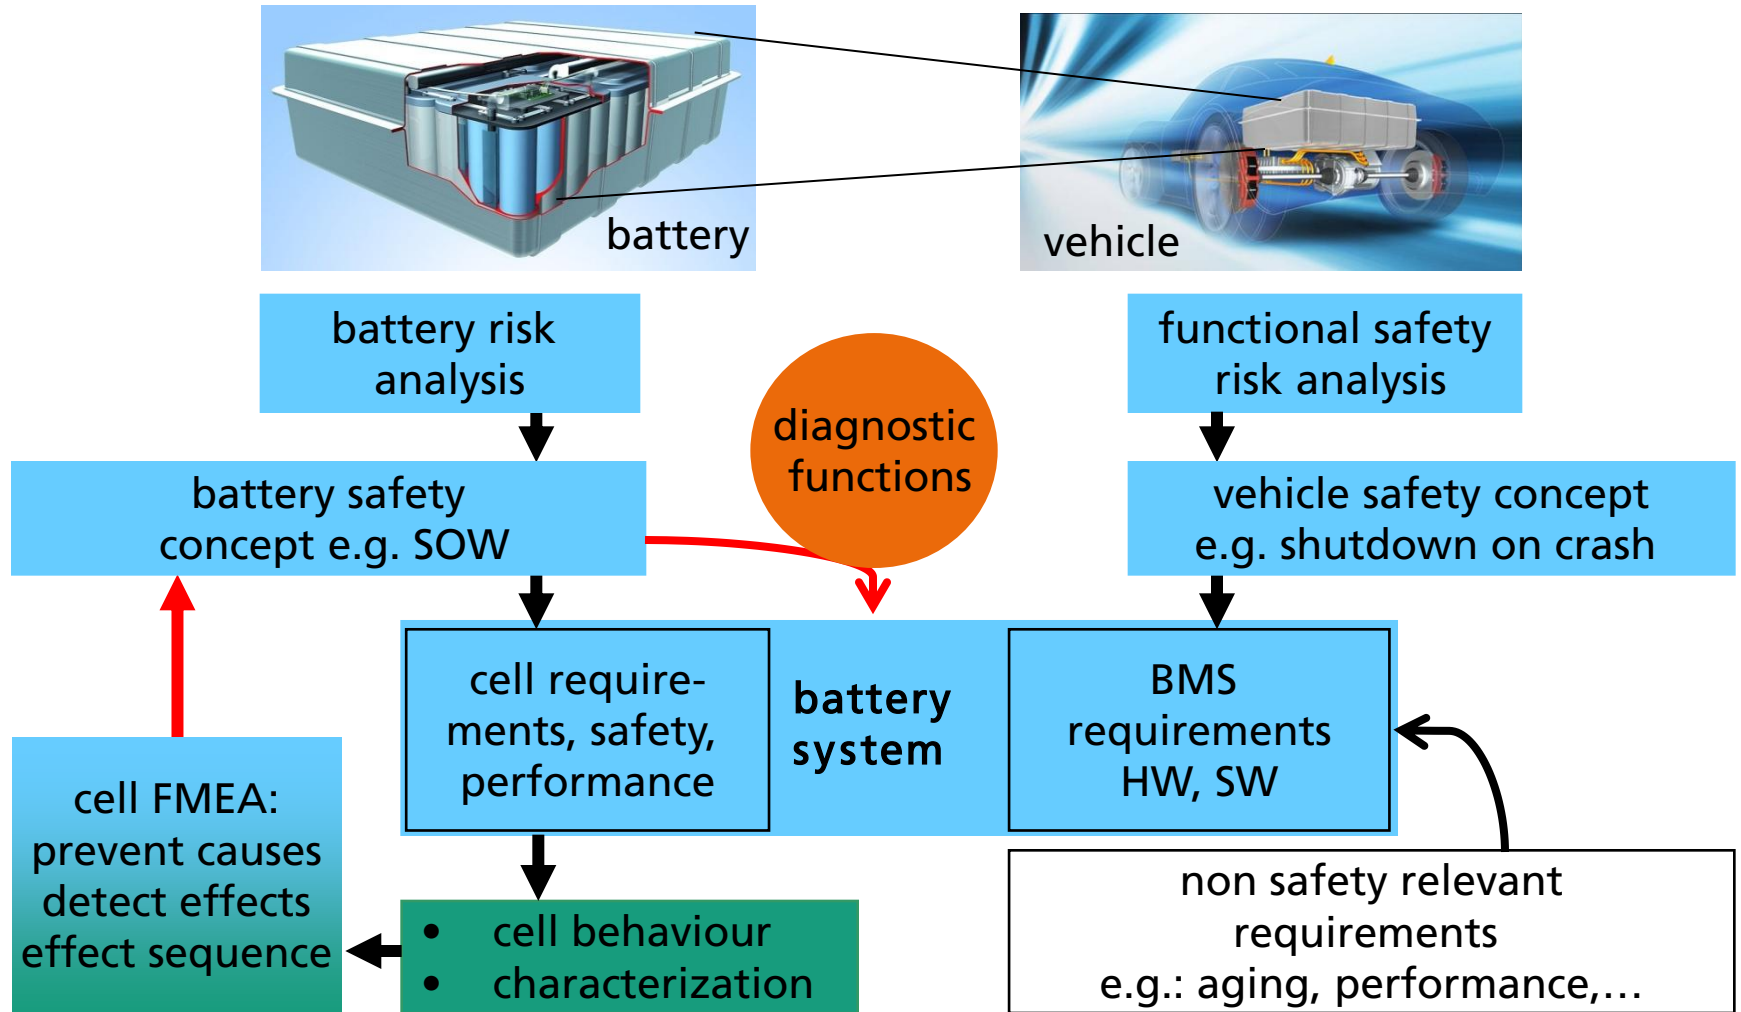 battery
vehicle
battery risk
analysis
functional safety
risk analysis
diagnostic
functions
battery safety
concept e.g. SOW
vehicle safety concept
e.g. shutdown on crash
cell require-
ments, safety,
performance
battery
system
BMS
requirements
HW, SW
cell FMEA:
prevent causes
detect effects
effect sequence
• cell behaviour
• characterization
non safety relevant
requirements
e.g.: aging, performance,...